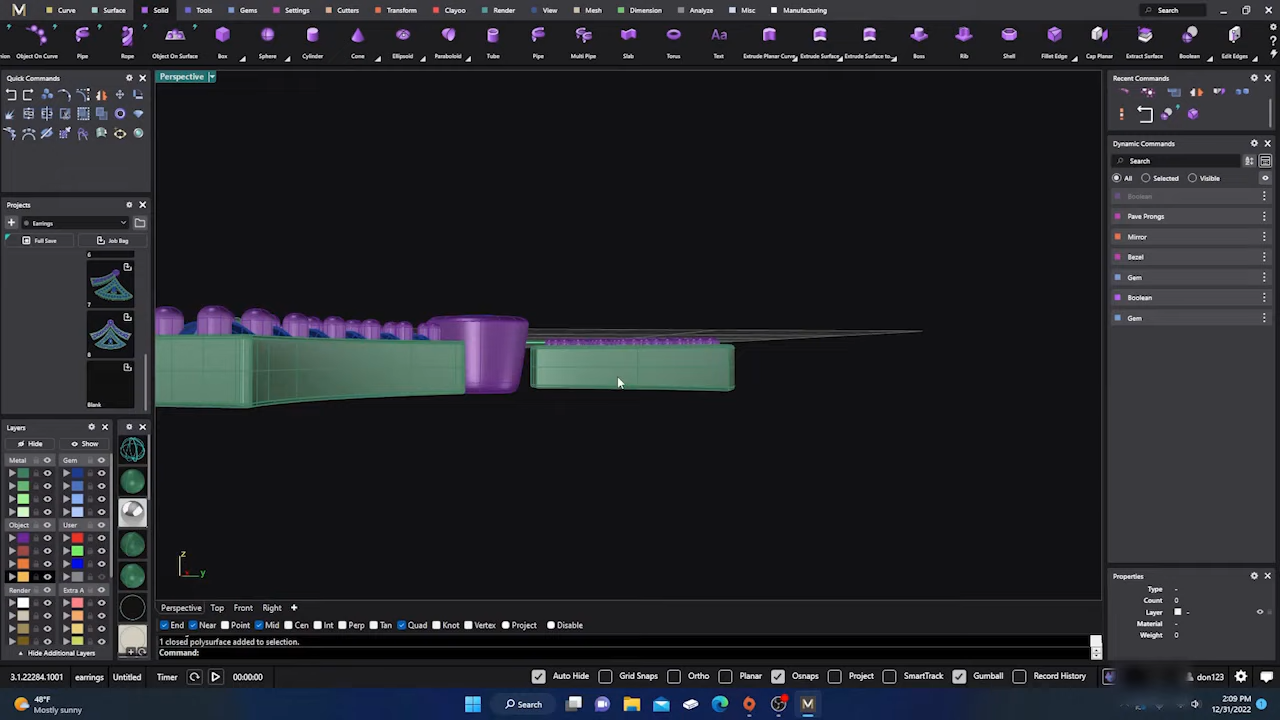 Curve Surface Solid Tools Gems Settings Cutters Transform Clayoo Render View Mesh Dimension Analyze Misc Manufacturing Search
Object On Curve Pipe Rope Object On Surface Box Sphere Cylinder Cone Ellipsoid Paraboloid Tube Pipe Multi Pipe Slab Torus Text Extrude Planar Curve Extrude Surface Extrude Surface to Boss Rib Shell Fillet Edge Cap Planar Extract Surface Boolean Edit Edges
Quick Commands
Perspective
Recent Commands
Dynamic Commands
Search
All Selected Visible
Boolean
Pave Prongs
Mirror
Bezel
Gem
Boolean
Gem
Projects
Earrings
Full Save Job Bag
6
7
8
Blank
Layers
Hide Show
Metal Gem
Object User
Render Extra A
Hide Additional Layers
z
x
y
Perspective Top Front Right
End Near Point Mid Cen Int Perp Tan Quad Knot Vertex Project Disable
1 closed polysurface added to selection.
Command:
Properties
Type -
Count 0
Layer -
Material -
Weight 0
3.1.22284.1001 earrings Untitled Timer 00:00:00 Auto Hide Grid Snaps Ortho Planar Osnaps Project SmartTrack Gumball Record History don123
48°F
Mostly sunny
Search
2:09 PM
12/31/2022